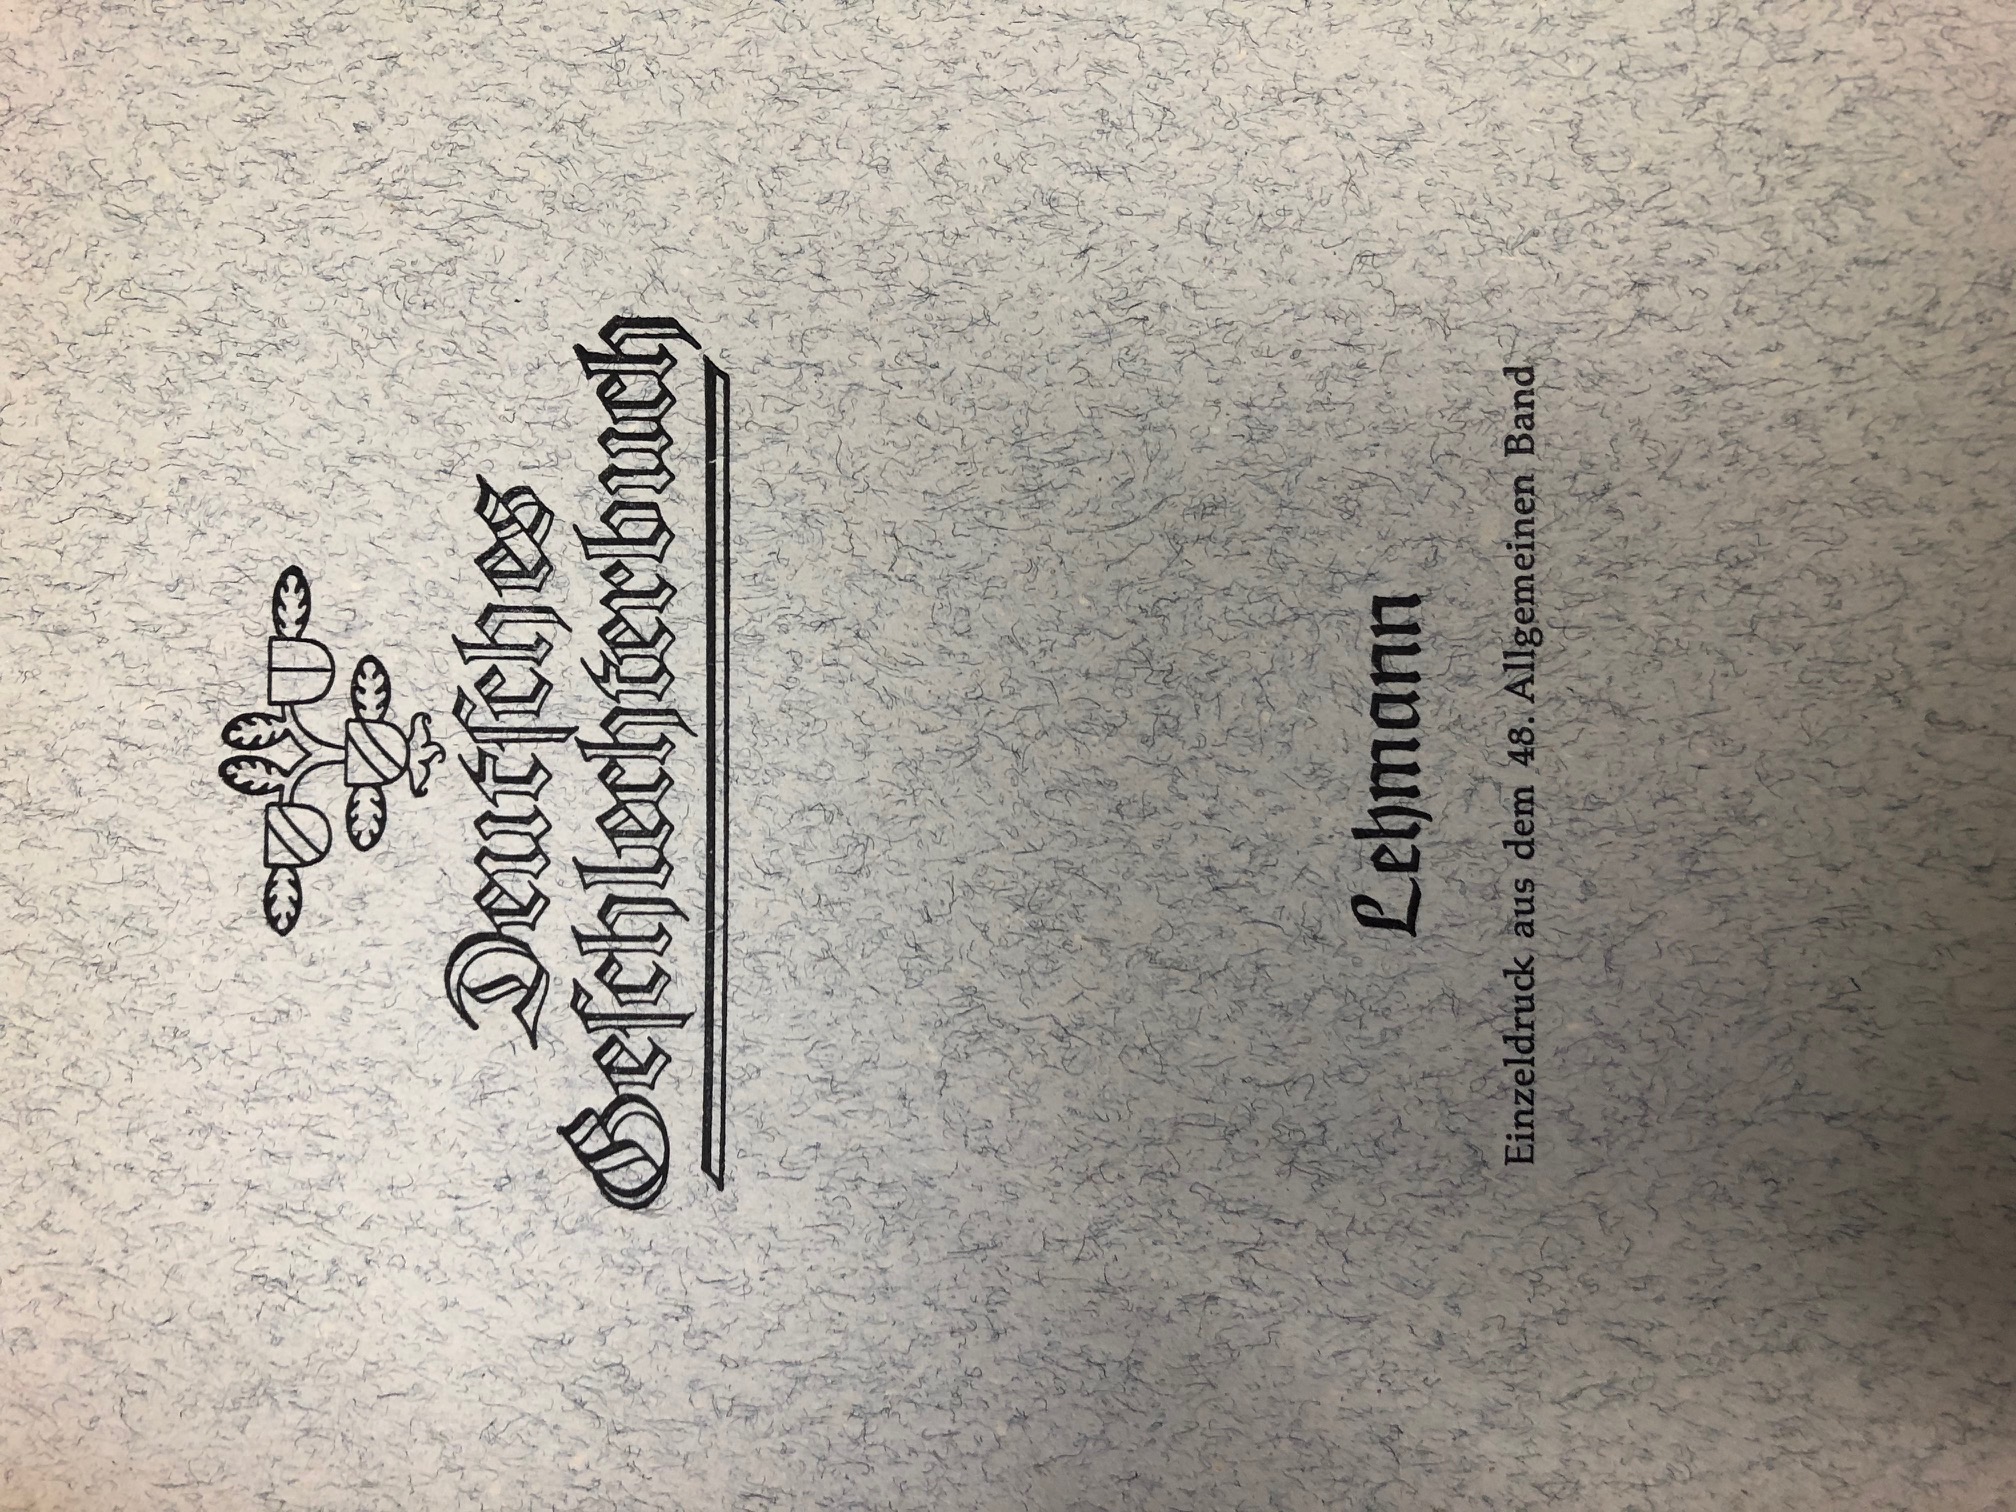 Deutſches
Geſchlechterbuch
Lehmann
Einzeldruck aus dem 48. Allgemeinen Band